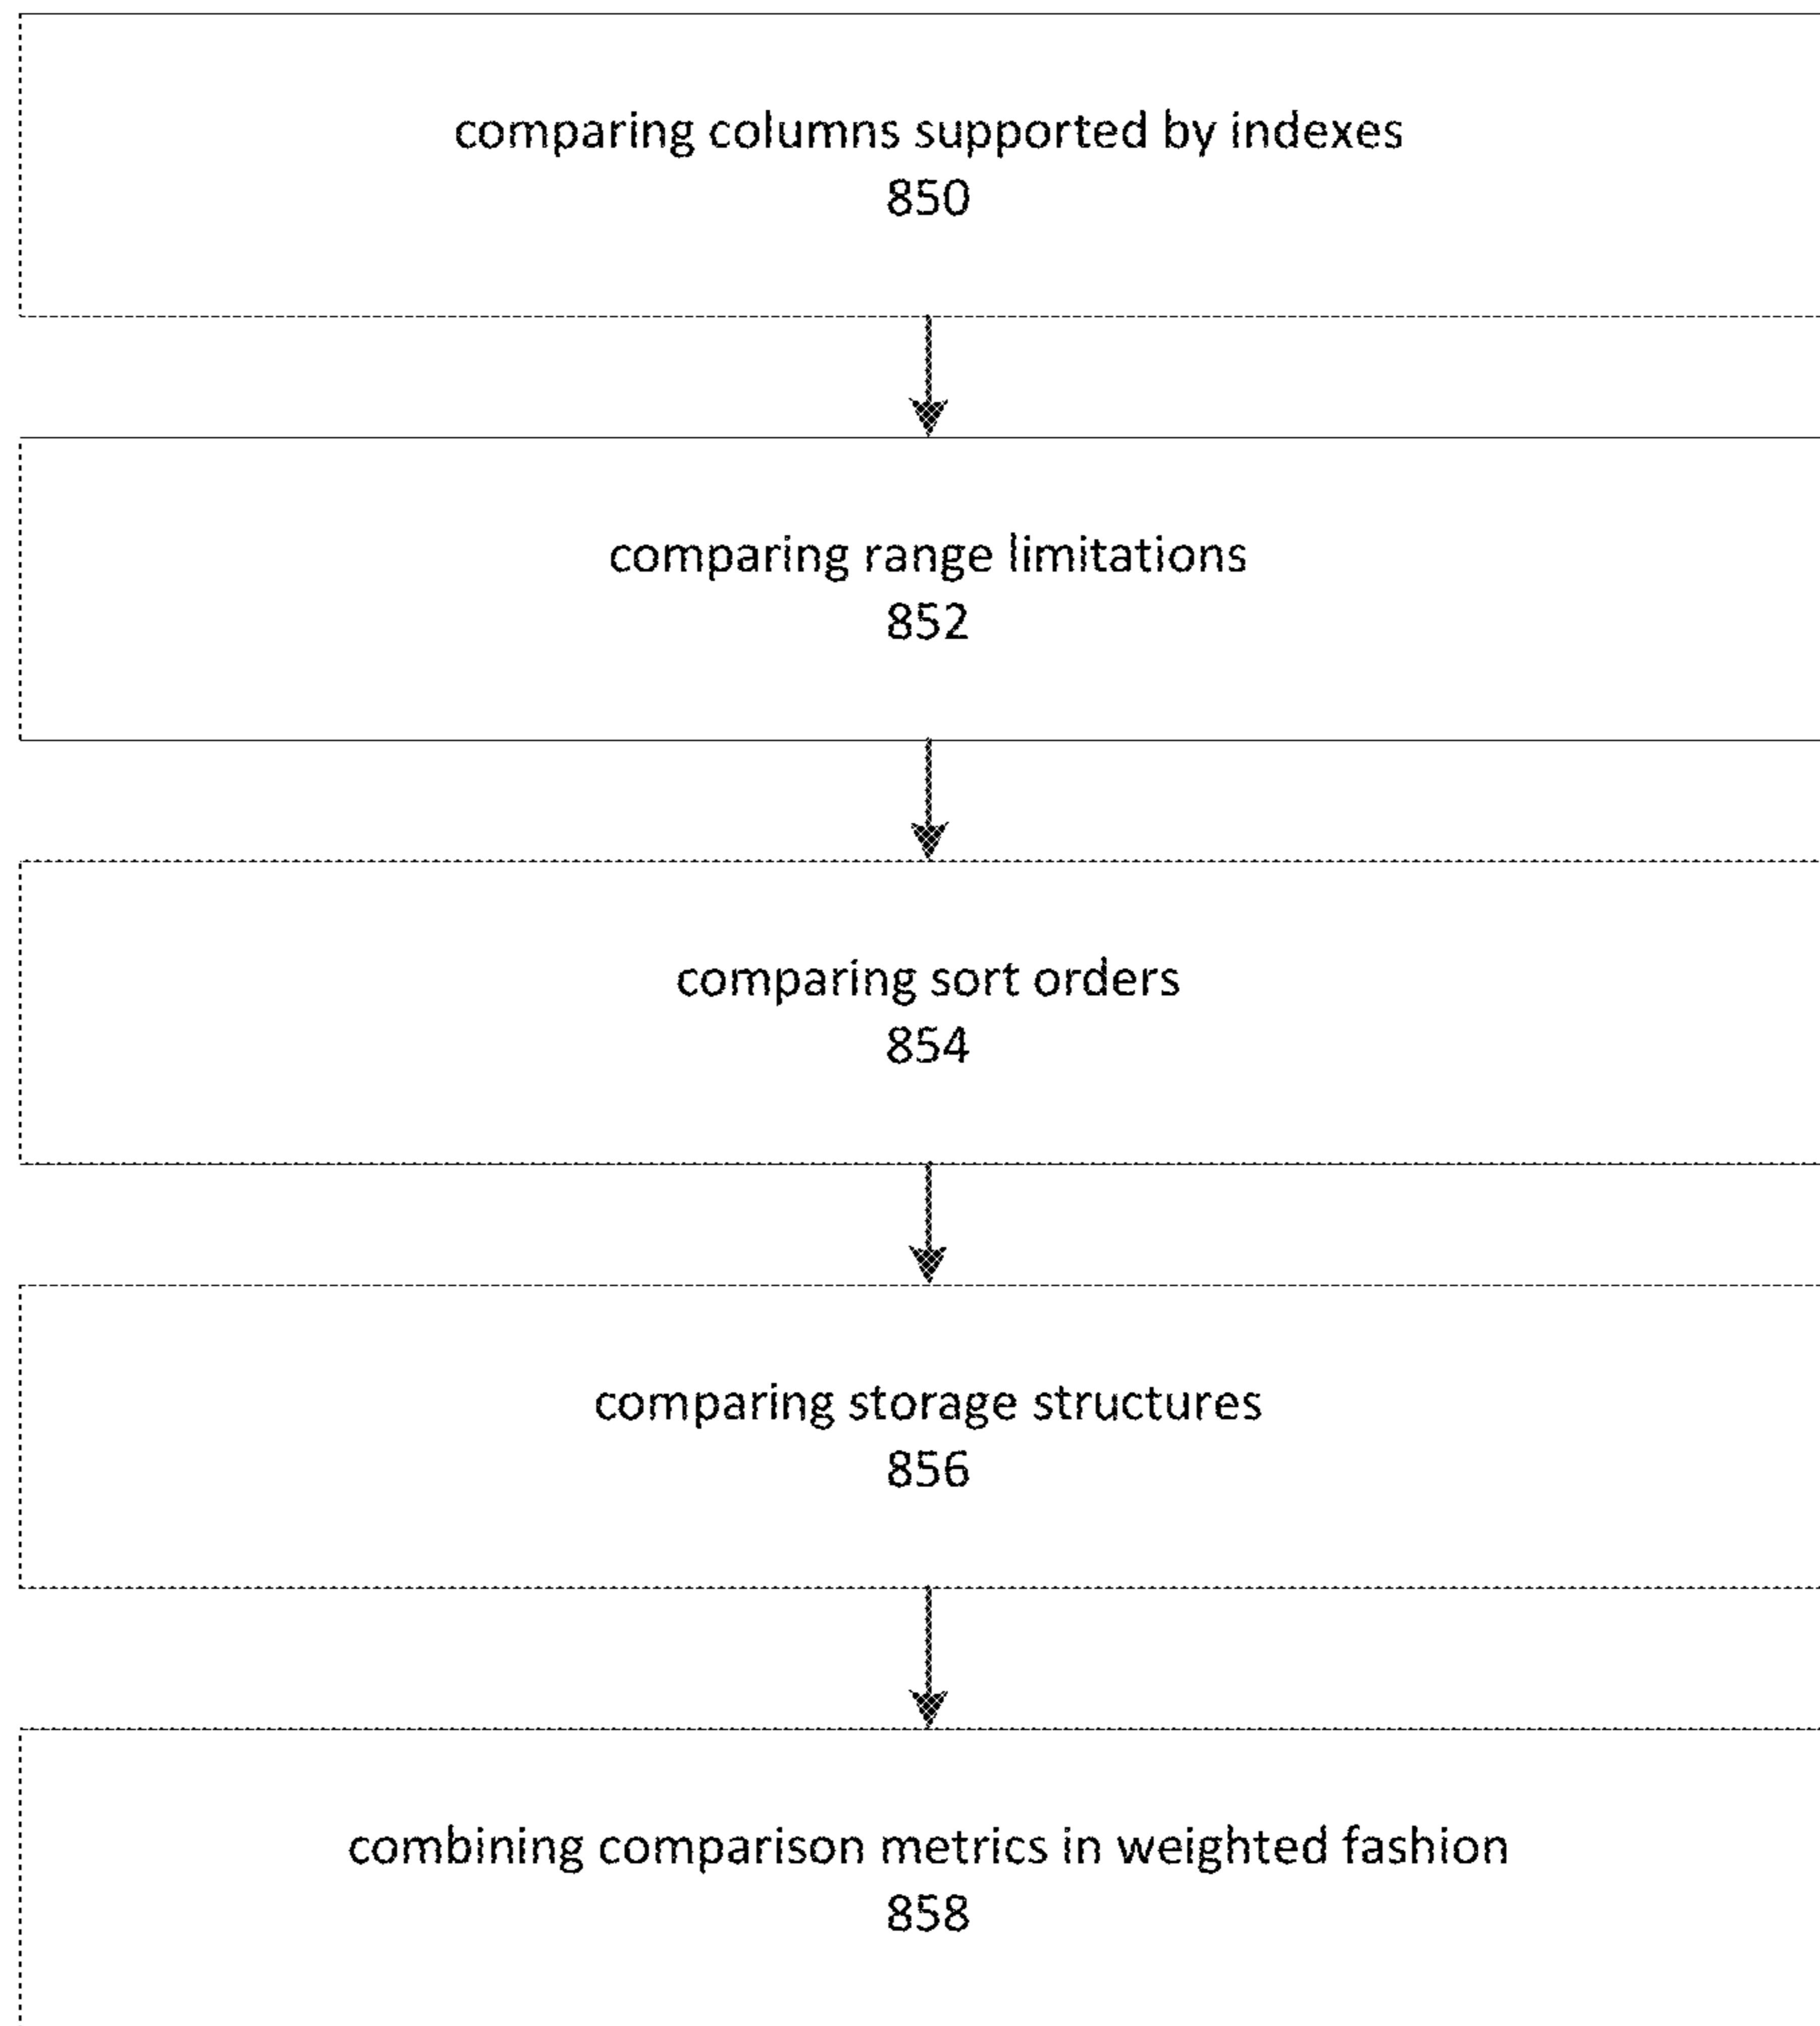 comparing columns supported by indexes
850
comparing range limitations
852
comparing sort orders
854
comparing storage structures
856
combining comparison metrics in weighted fashion
858